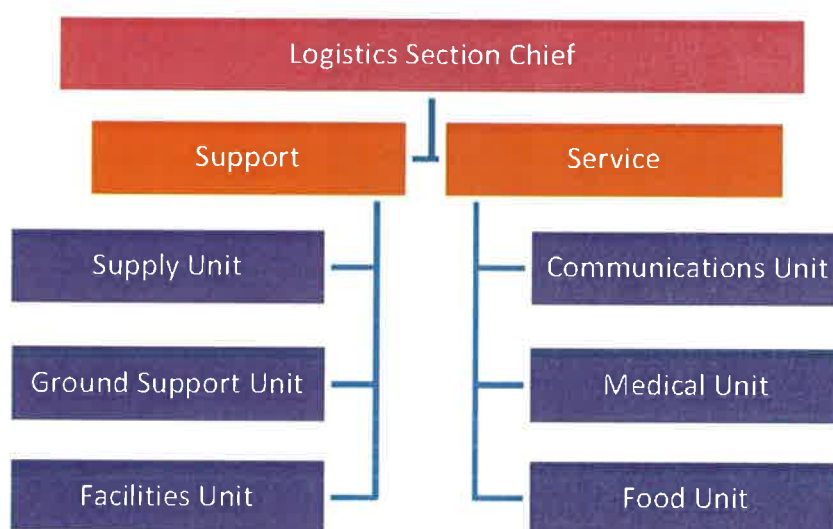 Logistics Section Chief
Support
Service
Supply Unit
Communications Unit
Ground Support Unit
Medical Unit
Facilities Unit
Food Unit